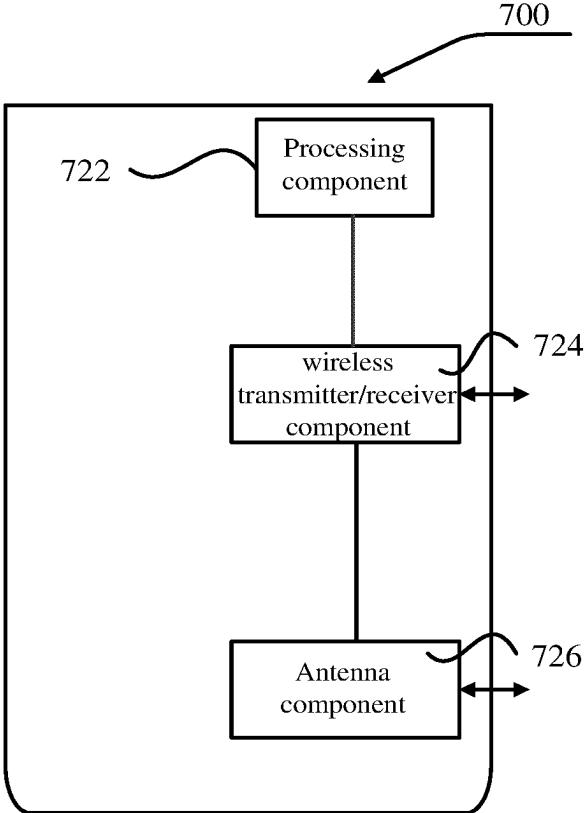 700
Processing
component
722
wireless
transmitter/receiver
component
724
Antenna
component
726